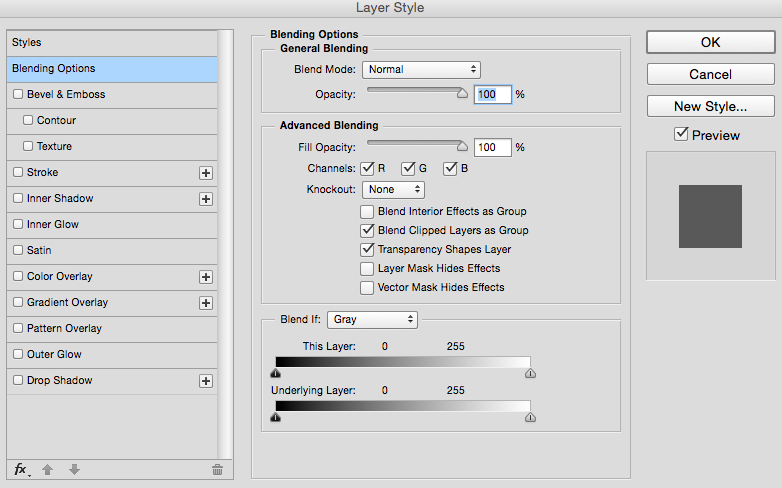 Layer Style
Styles
Blending Options
Bevel & Emboss
Contour
Texture
Stroke
Inner Shadow
Inner Glow
Satin
Color Overlay
Gradient Overlay
Pattern Overlay
Outer Glow
Drop Shadow
fx
Blending Options
General Blending
Blend Mode: Normal
Opacity: 100 %
Advanced Blending
Fill Opacity: 100 %
Channels: R G B
Knockout: None
Blend Interior Effects as Group
Blend Clipped Layers as Group
Transparency Shapes Layer
Layer Mask Hides Effects
Vector Mask Hides Effects
Blend If: Gray
This Layer: 0 255
Underlying Layer: 0 255
OK
Cancel
New Style...
Preview